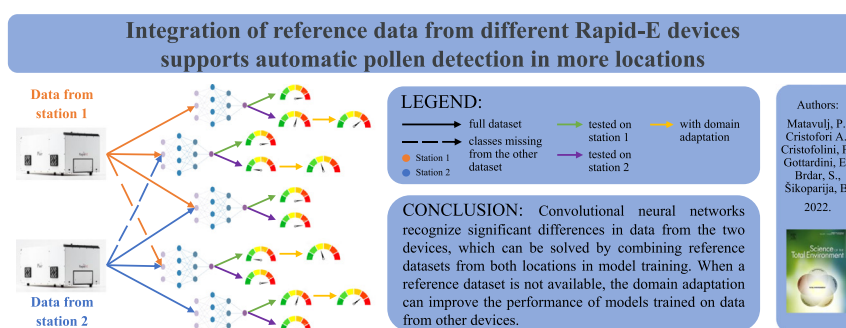 Integration of reference data from different Rapid-E devices
supports automatic pollen detection in more locations
Data from
station 1
Data from
station 2
LEGEND:
full dataset
classes missing
from the other
dataset
Station 1
Station 2
tested on
station 1
tested on
station 2
with domain
adaptation
CONCLUSION: Convolutional neural networks
recognize significant differences in data from the two
devices, which can be solved by combining reference
datasets from both locations in model training. When a
reference dataset is not available, the domain adaptation
can improve the performance of models trained on data
from other devices.
Authors:
Matavulj, P.
Cristofori A.
Cristofolini, F
Gottardini, E.
Brdar, S.,
Šikoparija, B
2022.
Science of the
Total Environment